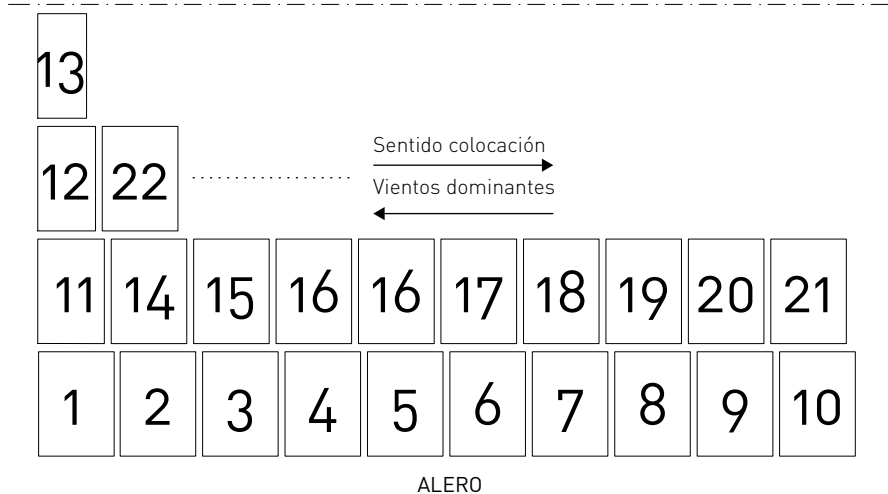 13
Sentido colocación
12 22
Vientos dominantes
11 14 15 16 16 17 18 19 20 21
1 2 3 4 5 6 7 8 9 10
ALERO